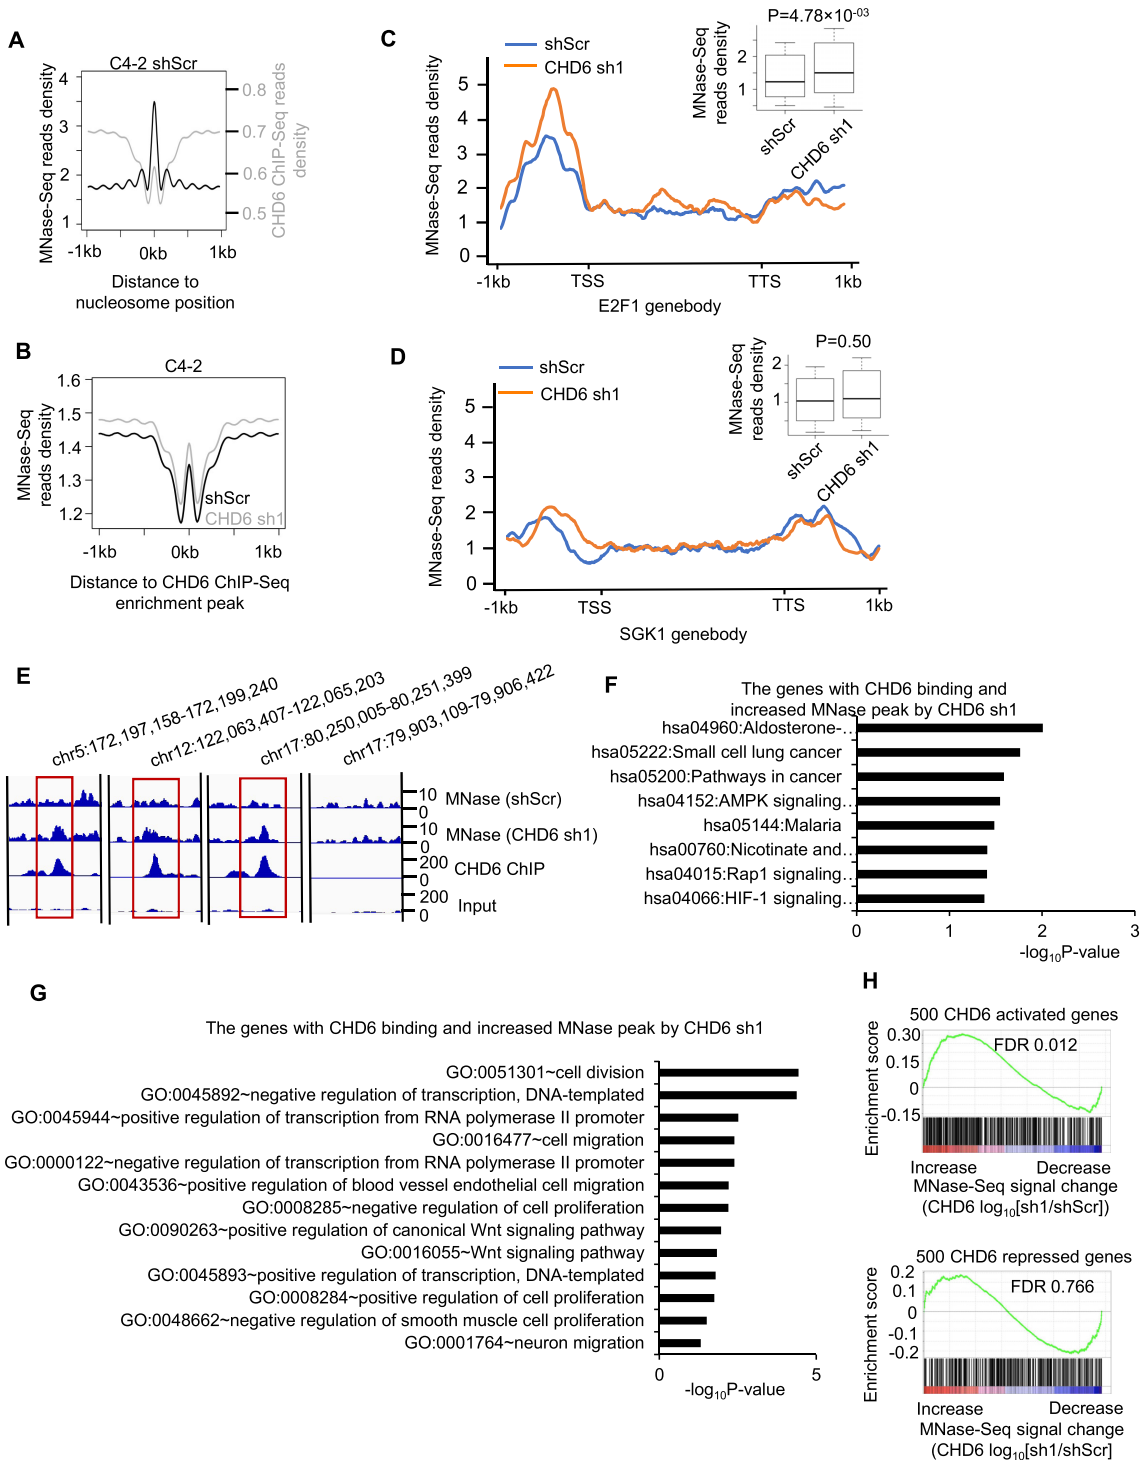 A
C4-2 shScr
MNase-Seq reads density
4
3
2
1
0.8
0.7
0.6
0.5
CHD6 ChIP-Seq reads
density
-1kb
0kb
1kb
Distance to
nucleosome position
B
C4-2
MNase-Seq
reads density
1.6
1.5
1.4
1.3
1.2
shScr
CHD6 sh1
-1kb
0kb
1kb
Distance to CHD6 ChIP-Seq
enrichment peak
C
shScr
CHD6 sh1
MNase-Seq reads density
5
4
3
2
1
0
-1kb
TSS
TTS
1kb
E2F1 genebody
P=4.78×10-03
MNase-Seq
reads density
2
1
shScr
CHD6 sh1
D
shScr
CHD6 sh1
MNase-Seq reads density
5
4
3
2
1
0
-1kb
TSS
TTS
1kb
SGK1 genebody
P=0.50
MNase-Seq
reads density
2
1
shScr
CHD6 sh1
E
chr5:172,197,158-172,199,240
chr12:122,063,407-122,065,203
chr17:80,250,005-80,251,399
chr17:79,903,109-79,906,422
10
0
MNase (shScr)
10
0
MNase (CHD6 sh1)
200
0
CHD6 ChIP
200
0
Input
F
The genes with CHD6 binding and
increased MNase peak by CHD6 sh1
hsa04960:Aldosterone-…
hsa05222:Small cell lung cancer
hsa05200:Pathways in cancer
hsa04152:AMPK signaling…
hsa05144:Malaria
hsa00760:Nicotinate and…
hsa04015:Rap1 signaling…
hsa04066:HIF-1 signaling…
0
1
2
3
-log10P-value
G
The genes with CHD6 binding and increased MNase peak by CHD6 sh1
GO:0051301~cell division
GO:0045892~negative regulation of transcription, DNA-templated
GO:0045944~positive regulation of transcription from RNA polymerase II promoter
GO:0016477~cell migration
GO:0000122~negative regulation of transcription from RNA polymerase II promoter
GO:0043536~positive regulation of blood vessel endothelial cell migration
GO:0008285~negative regulation of cell proliferation
GO:0090263~positive regulation of canonical Wnt signaling pathway
GO:0016055~Wnt signaling pathway
GO:0045893~positive regulation of transcription, DNA-templated
GO:0008284~positive regulation of cell proliferation
GO:0048662~negative regulation of smooth muscle cell proliferation
GO:0001764~neuron migration
0
5
-log10P-value
H
500 CHD6 activated genes
Enrichment score
0.30
0.15
0
-0.15
FDR 0.012
Increase
Decrease
MNase-Seq signal change
(CHD6 log10[sh1/shScr])
500 CHD6 repressed genes
Enrichment score
0.2
0.1
0
-0.1
-0.2
FDR 0.766
Increase
Decrease
MNase-Seq signal change
(CHD6 log10[sh1/shScr]